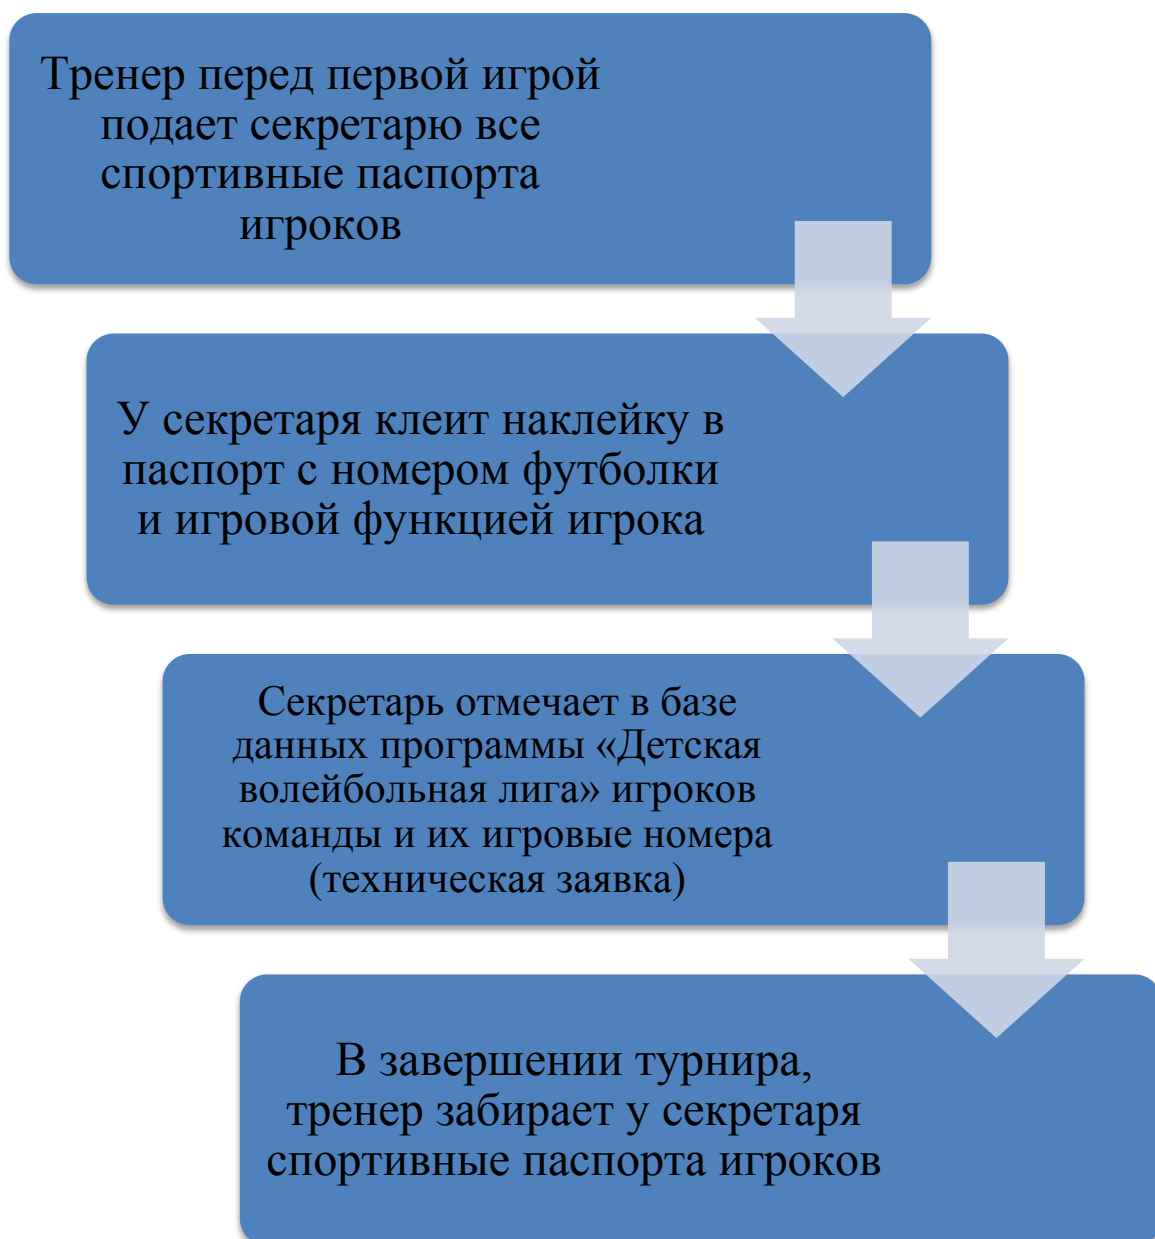 Тренер перед первой игрой
подает секретарю все
спортивные паспорта
игроков
У секретаря клеит наклейку в
паспорт с номером футболки
и игровой функцией игрока
Секретарь отмечает в базе
данных программы «Детская
волейбольная лига» игроков
команды и их игровые номера
(техническая заявка)
В завершении турнира,
тренер забирает у секретаря
спортивные паспорта игроков